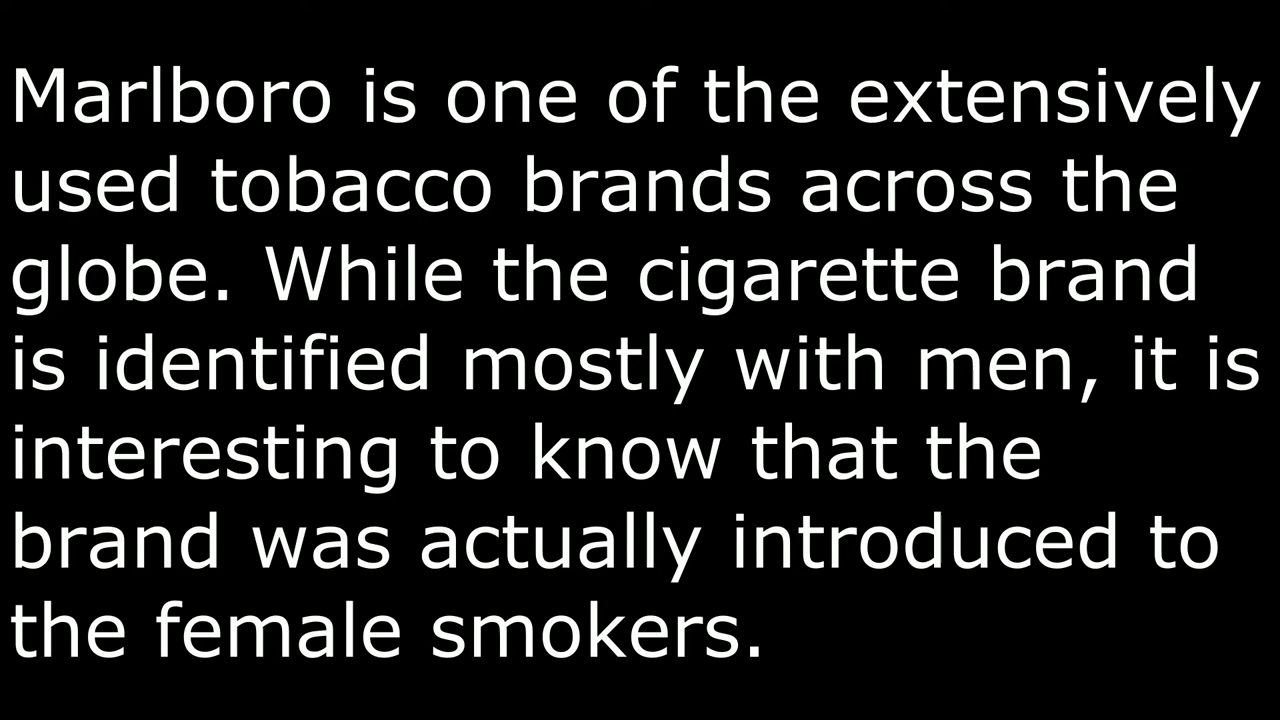 Marlboro is one of the extensively
used tobacco brands across the
globe. While the cigarette brand
is identified mostly with men, it is
interesting to know that the
brand was actually introduced to
the female smokers.